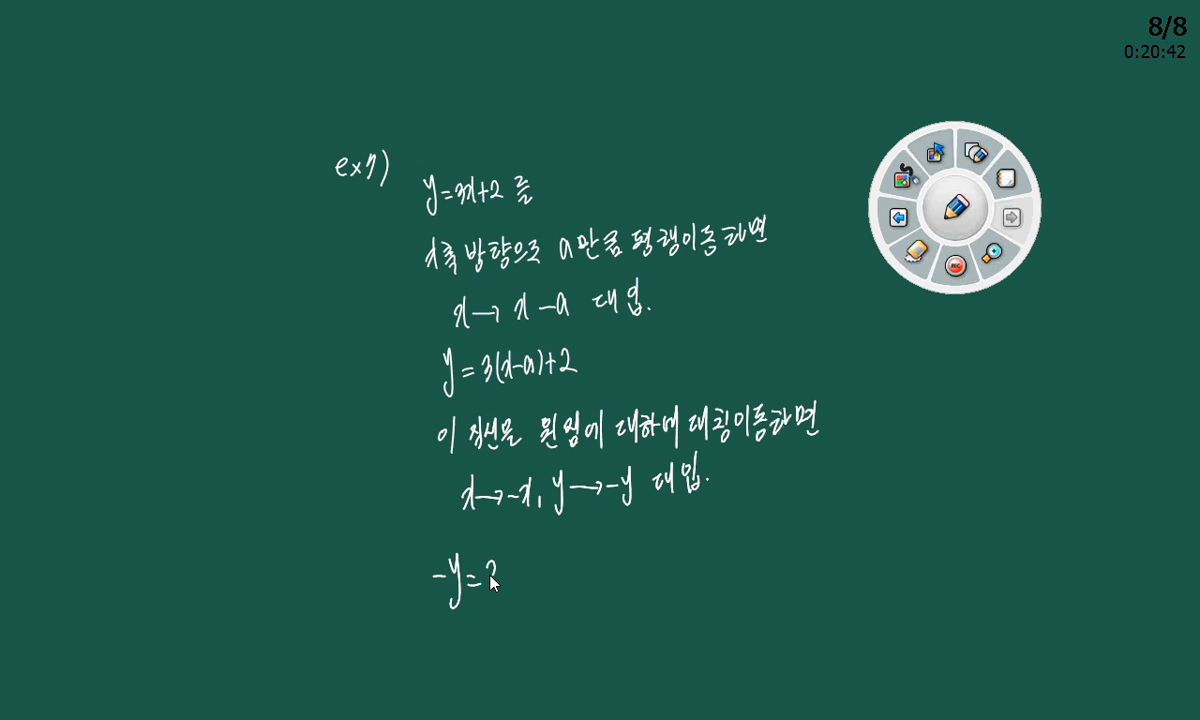 8/8
0:20:42
ex7)
y=3x+2 를
x축 방향으로 a만큼 평행이동하면
x→ x-a 대입.
y=3(x-a)+2
이 직선을 원점에 대하여 대칭이동하면
x→-x, y→-y 대입.
-y=
REC